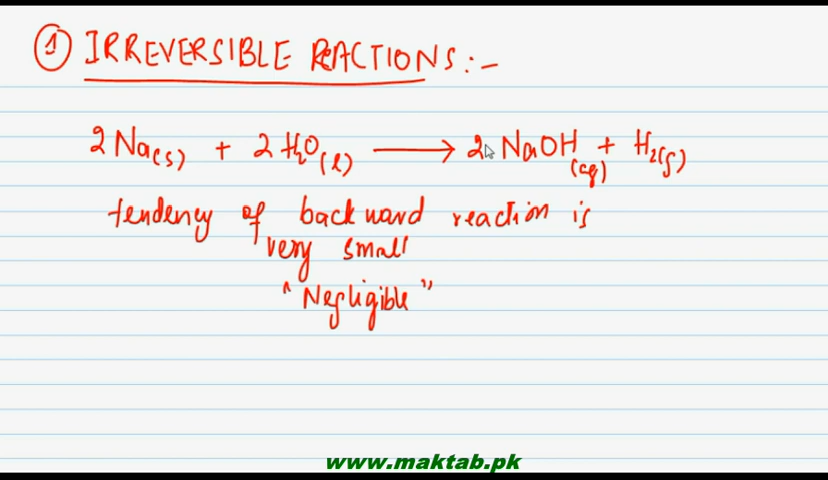 ① IRREVERSIBLE REACTIONS:-
2Na(s) + 2H₂O(l) ⟶ 2NaOH(aq) + H₂(g)
tendency of backward reaction is
very small
"Negligible"
www.maktab.pk